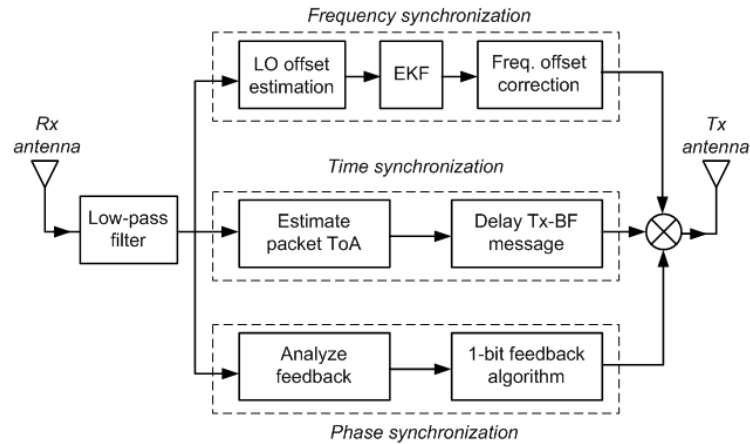 Frequency synchronization
LO offset
estimation
EKF
Freq. offset
correction
Rx
antenna
Tx
antenna
Time synchronization
Low-pass
filter
Estimate
packet ToA
Delay Tx-BF
message
Analyze
feedback
1-bit feedback
algorithm
Phase synchronization